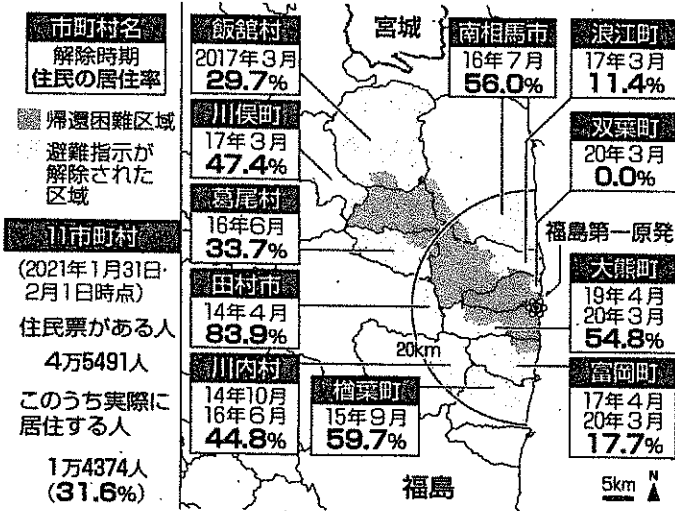 市町村名
解除時期
住民の居住率
帰還困難区域
避難指示が
解除された
区域
11市町村
(2021年1月31日・
2月1日時点)
住民票がある人
4万5491人
このうち実際に
居住する人
1万4374人
(31.6%)
飯舘村
2017年3月
29.7%
川俣町
17年3月
47.4%
葛尾村
16年6月
33.7%
田村市
14年4月
83.9%
川内村
14年10月
16年6月
44.8%
楢葉町
15年9月
59.7%
宮城
南相馬市
16年7月
56.0%
浪江町
17年3月
11.4%
双葉町
20年3月
0.0%
福島第一原発
大熊町
19年4月
20年3月
54.8%
富岡町
17年4月
20年3月
17.7%
20km
福島
5km
N